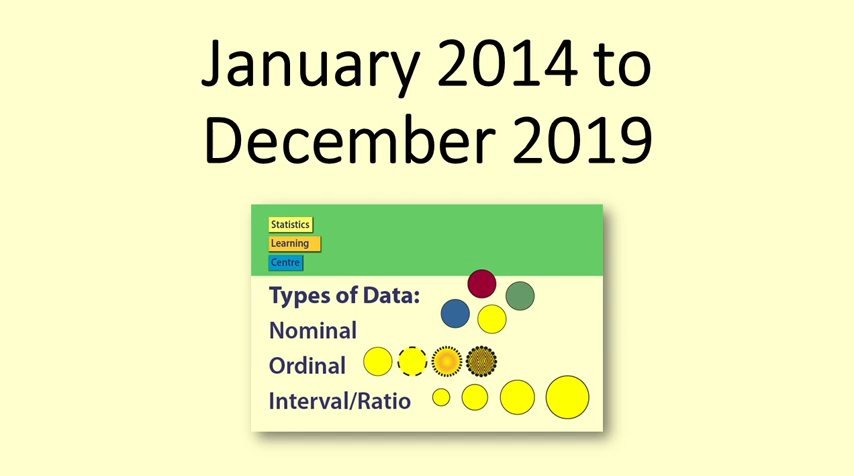 January 2014 to
December 2019
Statistics
Learning
Centre
Types of Data:
Nominal
Ordinal
Interval/Ratio